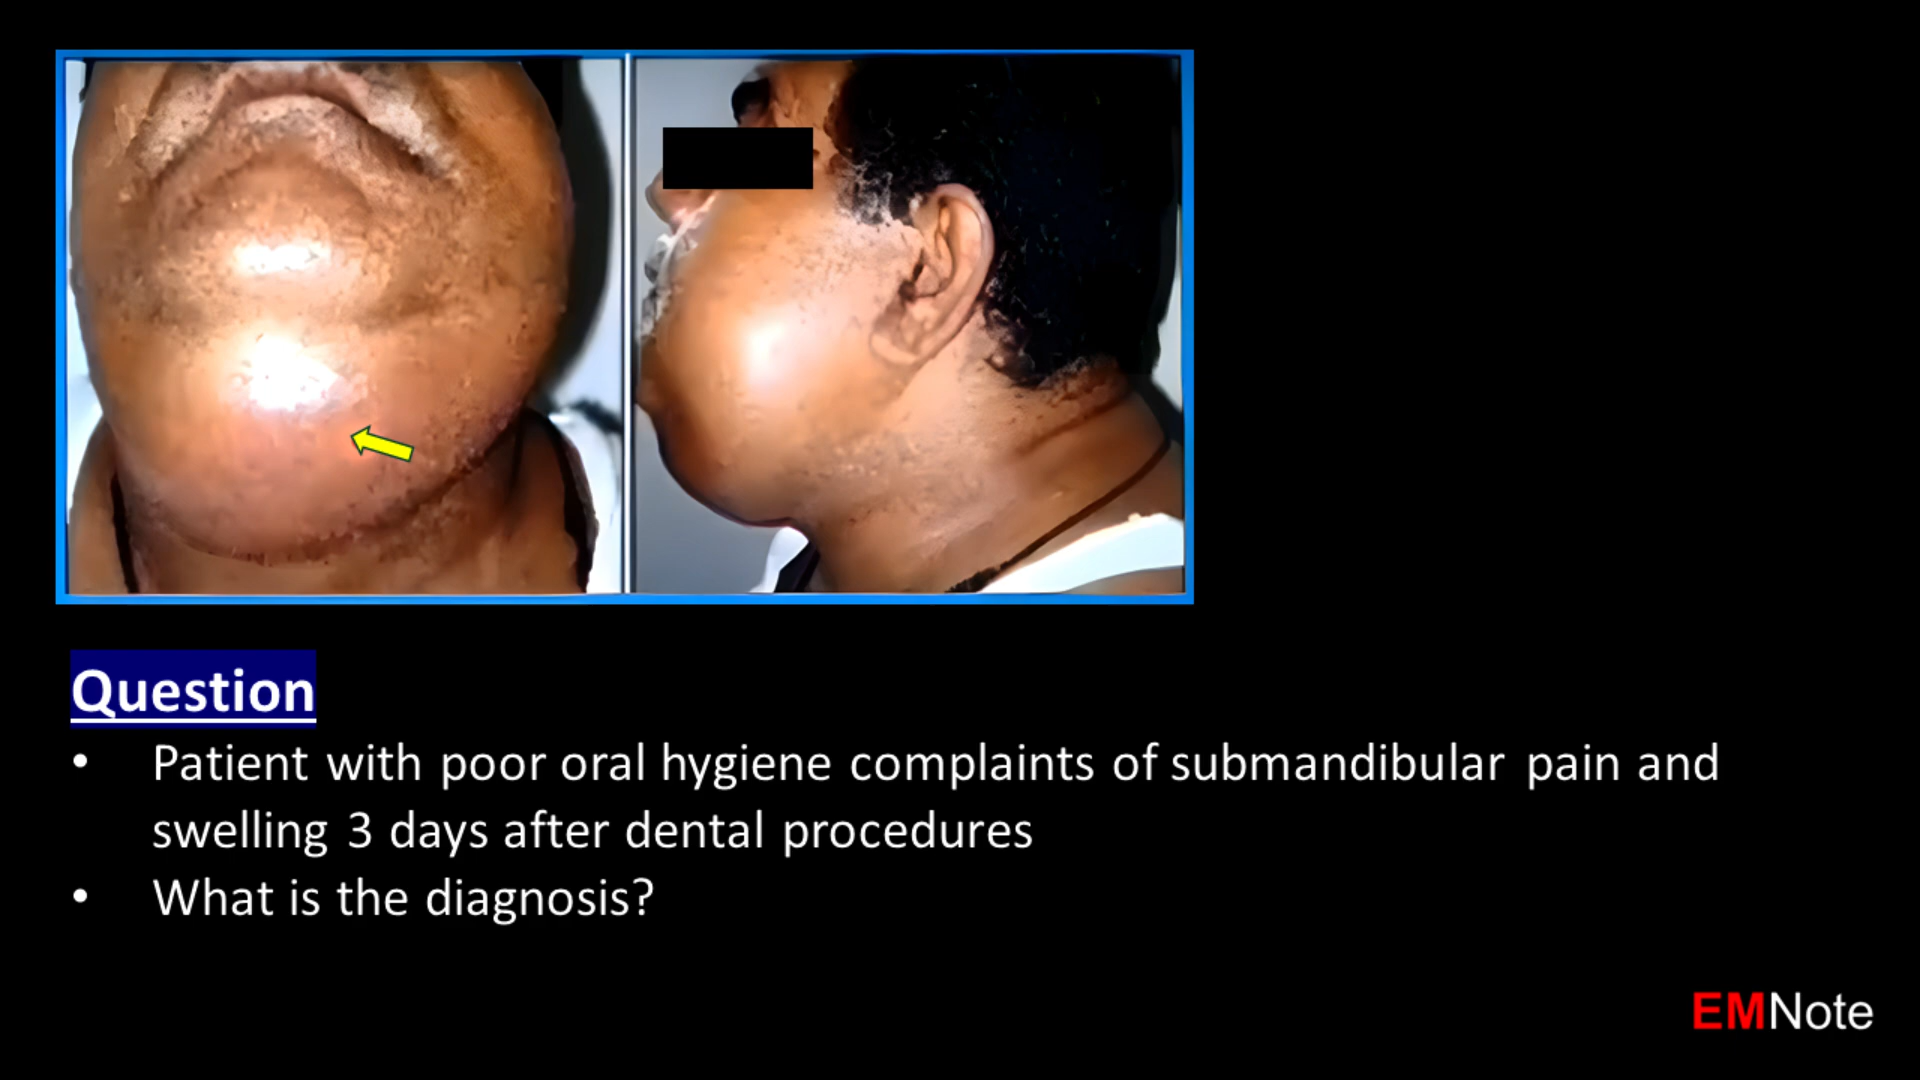 Question
• Patient with poor oral hygiene complaints of submandibular pain and
swelling 3 days after dental procedures
• What is the diagnosis?
EMNote